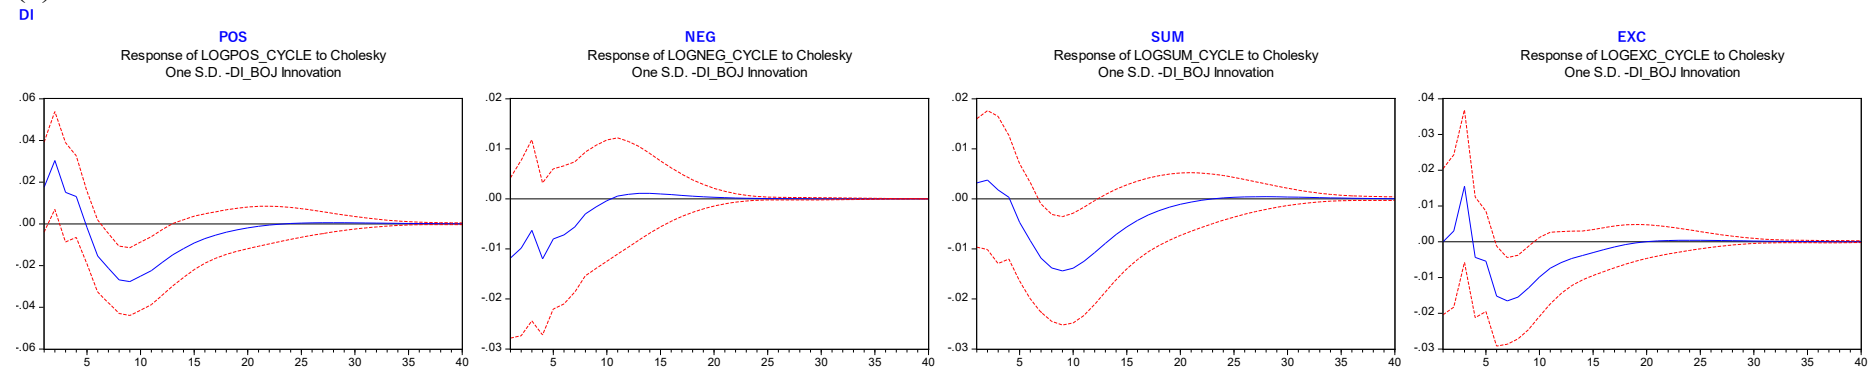 DI
POS
Response of LOGPOS_CYCLE to Cholesky
One S.D. -DI_BOJ Innovation
.06
.04
.02
.00
-.02
-.04
-.06
5 10 15 20 25 30 35 40
NEG
Response of LOGNEG_CYCLE to Cholesky
One S.D. -DI_BOJ Innovation
.02
.01
.00
-.01
-.02
-.03
5 10 15 20 25 30 35 40
SUM
Response of LOGSUM_CYCLE to Cholesky
One S.D. -DI_BOJ Innovation
.02
.01
.00
-.01
-.02
-.03
5 10 15 20 25 30 35 40
EXC
Response of LOGEXC_CYCLE to Cholesky
One S.D. -DI_BOJ Innovation
.04
.03
.02
.01
.00
-.01
-.02
-.03
5 10 15 20 25 30 35 40